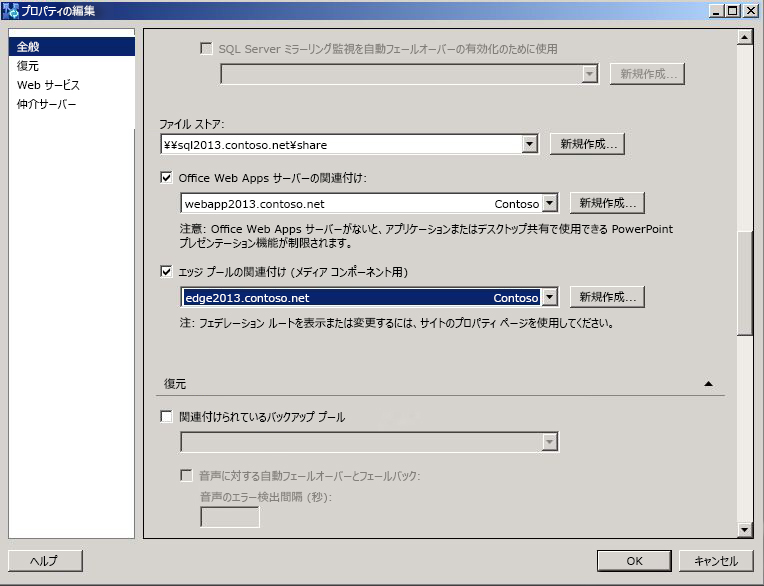 プロパティの編集
全般
復元
Web サービス
仲介サーバー
SQL Server ミラーリング監視を自動フェールオーバーの有効化のために使用
新規作成...
ファイル ストア:
¥¥sql2013.contoso.net¥share
新規作成...
Office Web Apps サーバーの関連付け:
webapp2013.contoso.net Contoso
新規作成...
注意: Office Web Apps サーバーがないと、アプリケーションまたはデスクトップ共有で使用できる PowerPoint
プレゼンテーション機能が制限されます。
エッジ プールの関連付け (メディア コンポーネント用)
edge2013.contoso.net Contoso
新規作成...
注: フェデレーション ルートを表示または変更するには、サイトのプロパティ ページを使用してください。
復元
関連付けられているバックアップ プール
音声に対する自動フェールオーバーとフェールバック:
音声のエラー検出間隔 (秒):
ヘルプ
OK
キャンセル